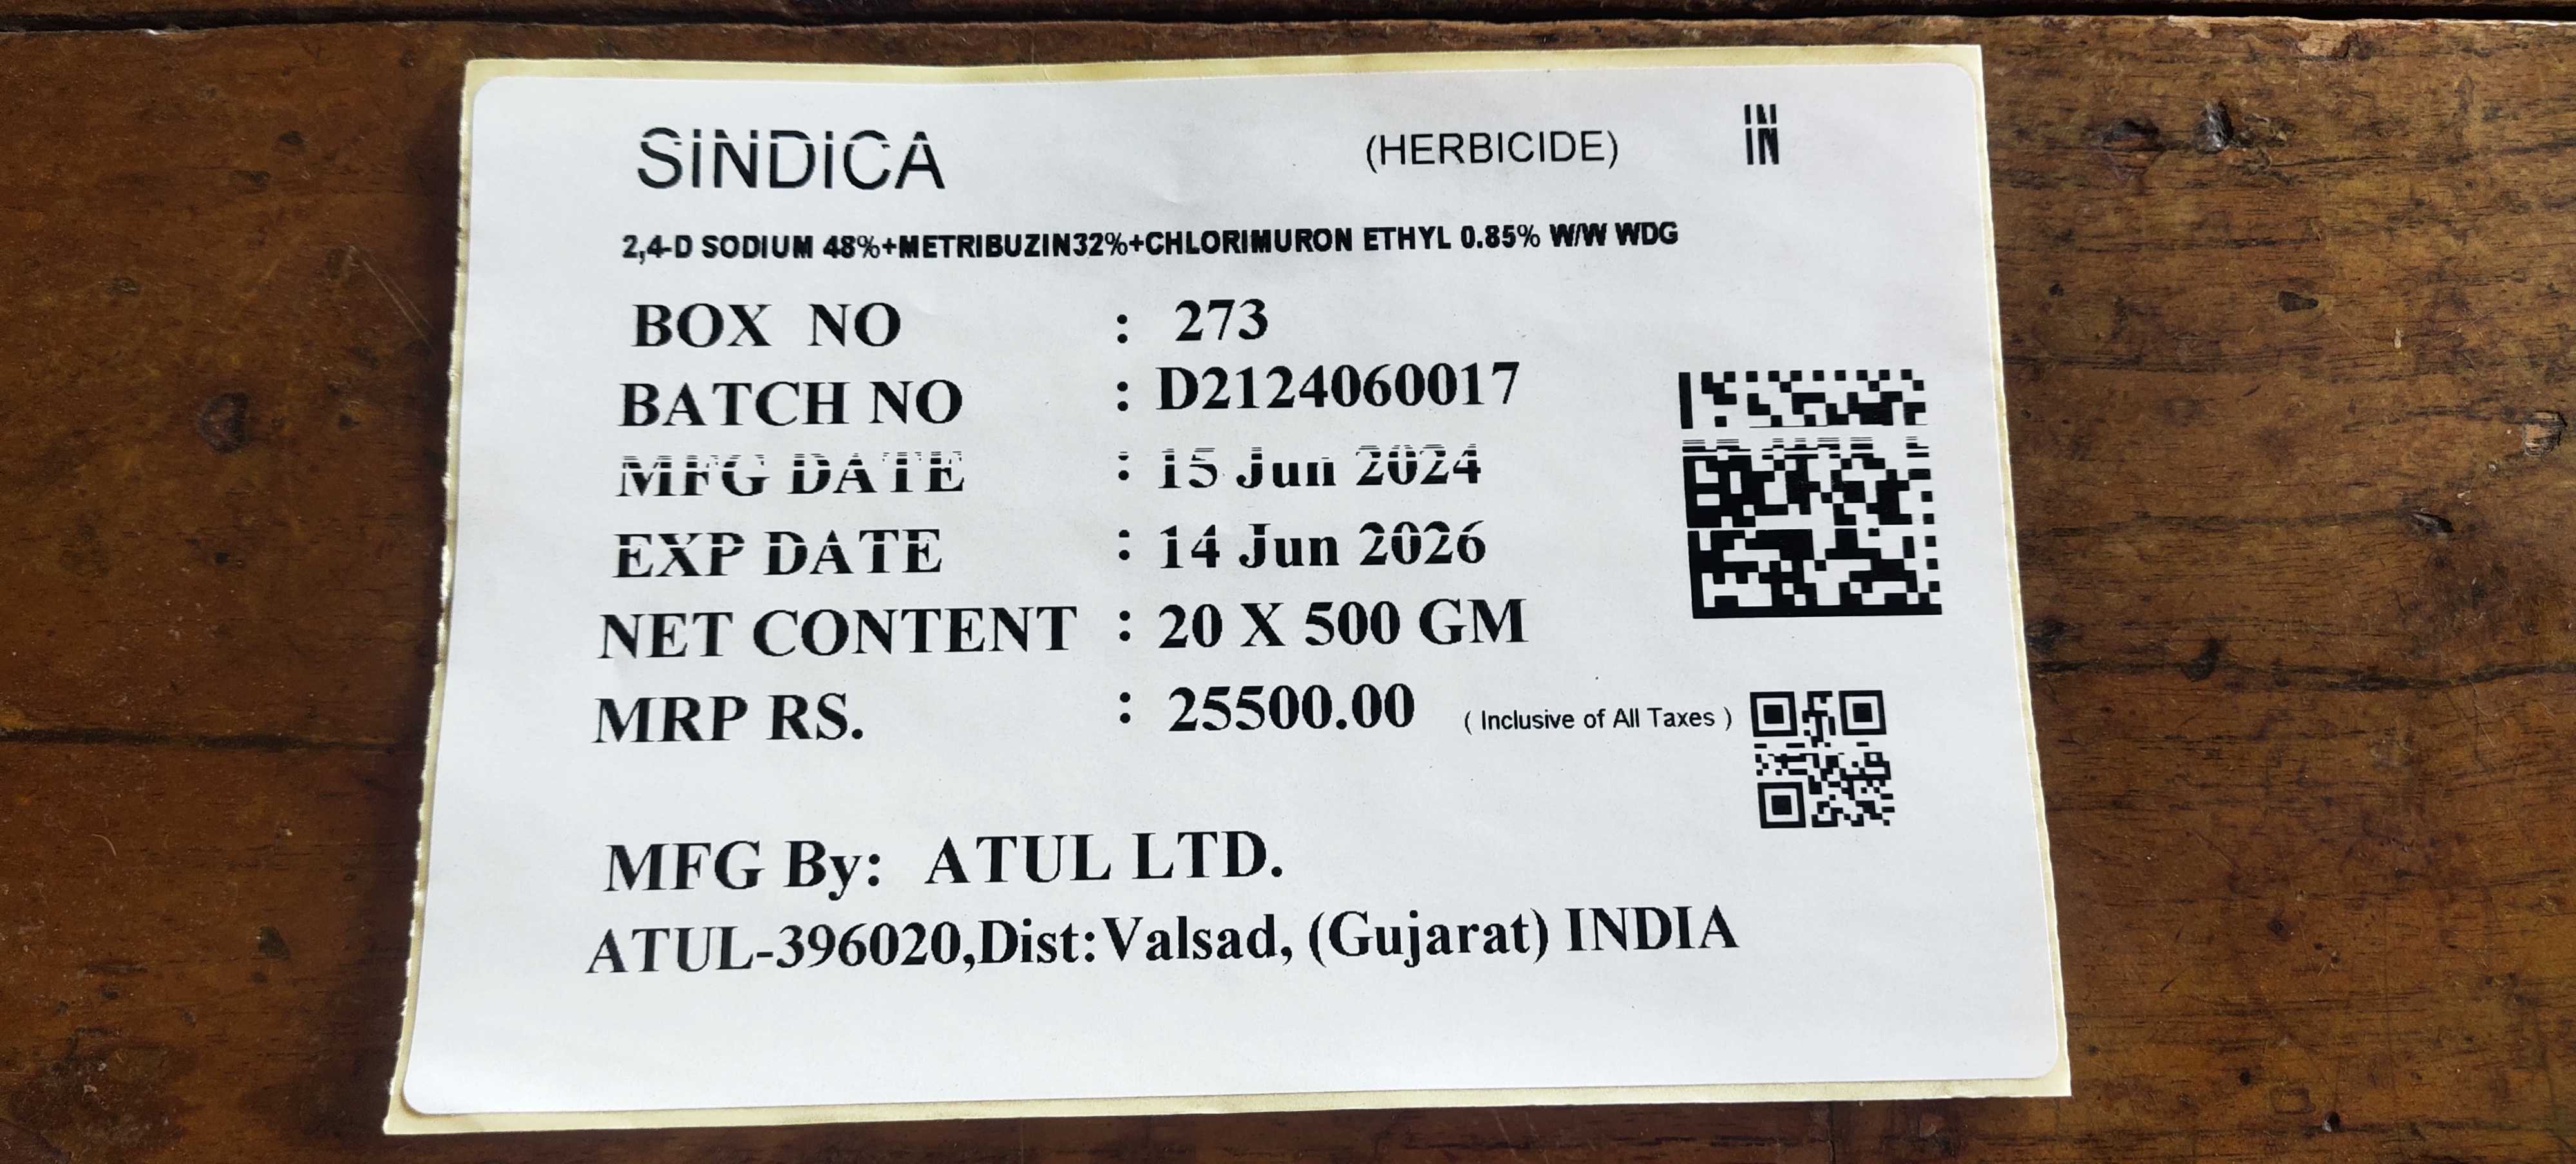 SiNDiCA (HERBICIDE) IN
2,4-D SODIUM 48%+METRIBUZIN32%+CHLORIMURON ETHYL 0.85% W/W WDG
BOX NO : 273
BATCH NO : D2124060017
MFG DATE : 15 Jun 2024
EXP DATE : 14 Jun 2026
NET CONTENT : 20 X 500 GM
MRP RS. : 25500.00 ( Inclusive of All Taxes )
MFG By: ATUL LTD.
ATUL-396020,Dist:Valsad, (Gujarat) INDIA